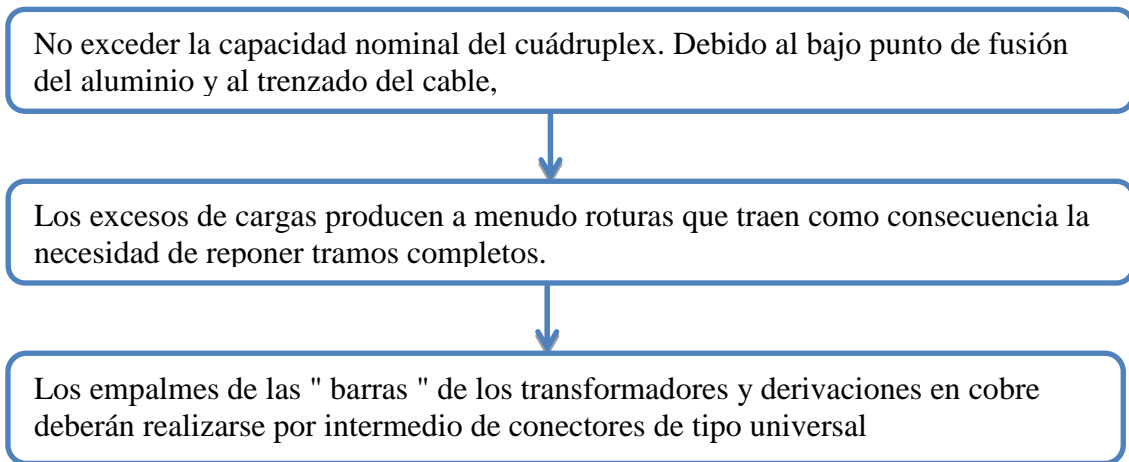 No exceder la capacidad nominal del cuádruplex. Debido al bajo punto de fusión
del aluminio y al trenzado del cable,
Los excesos de cargas producen a menudo roturas que traen como consecuencia la
necesidad de reponer tramos completos.
Los empalmes de las " barras " de los transformadores y derivaciones en cobre
deberán realizarse por intermedio de conectores de tipo universal